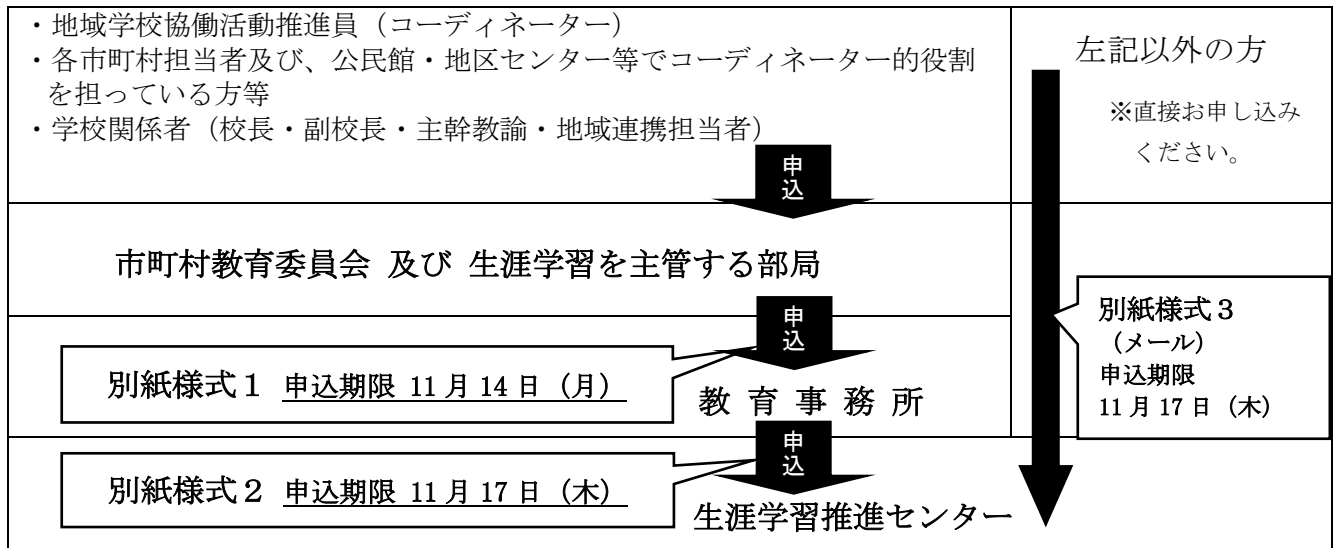 ・地域学校協働活動推進員（コーディネーター）
・各市町村担当者及び、公民館・地区センター等でコーディネーター的役割
を担っている方等
・学校関係者（校長・副校長・主幹教諭・地域連携担当者）
申込
左記以外の方
※直接お申し込み
ください。
市町村教育委員会 及び 生涯学習を主管する部局
申込
別紙様式１ 申込期限 11月14日（月）
教 育 事 務 所
別紙様式３
（メール）
申込期限
11月17日（木）
申込
別紙様式２ 申込期限 11月17日（木）
生涯学習推進センター